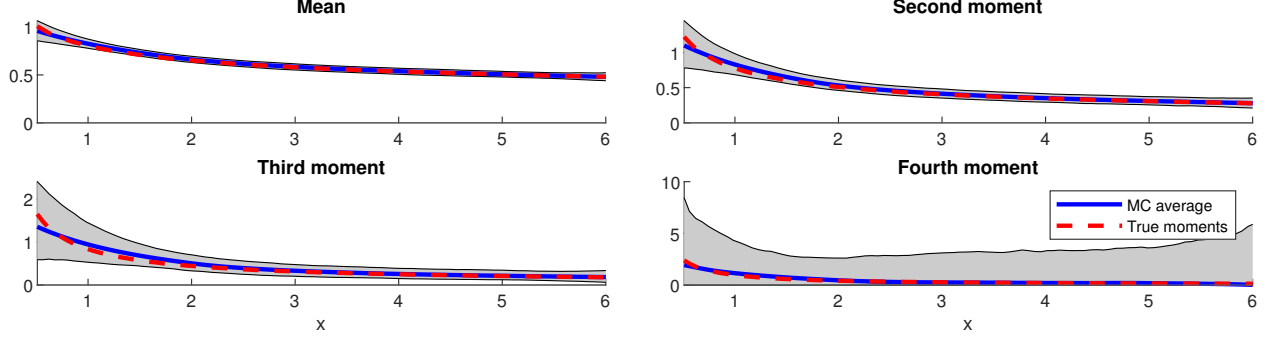 Mean
1
0.5
0
1 2 3 4 5 6
Second moment
1
0.5
0
1 2 3 4 5 6
Third moment
2
1
0
1 2 3 4 5 6
x
Fourth moment
10
5
0
1 2 3 4 5 6
x
MC average
True moments